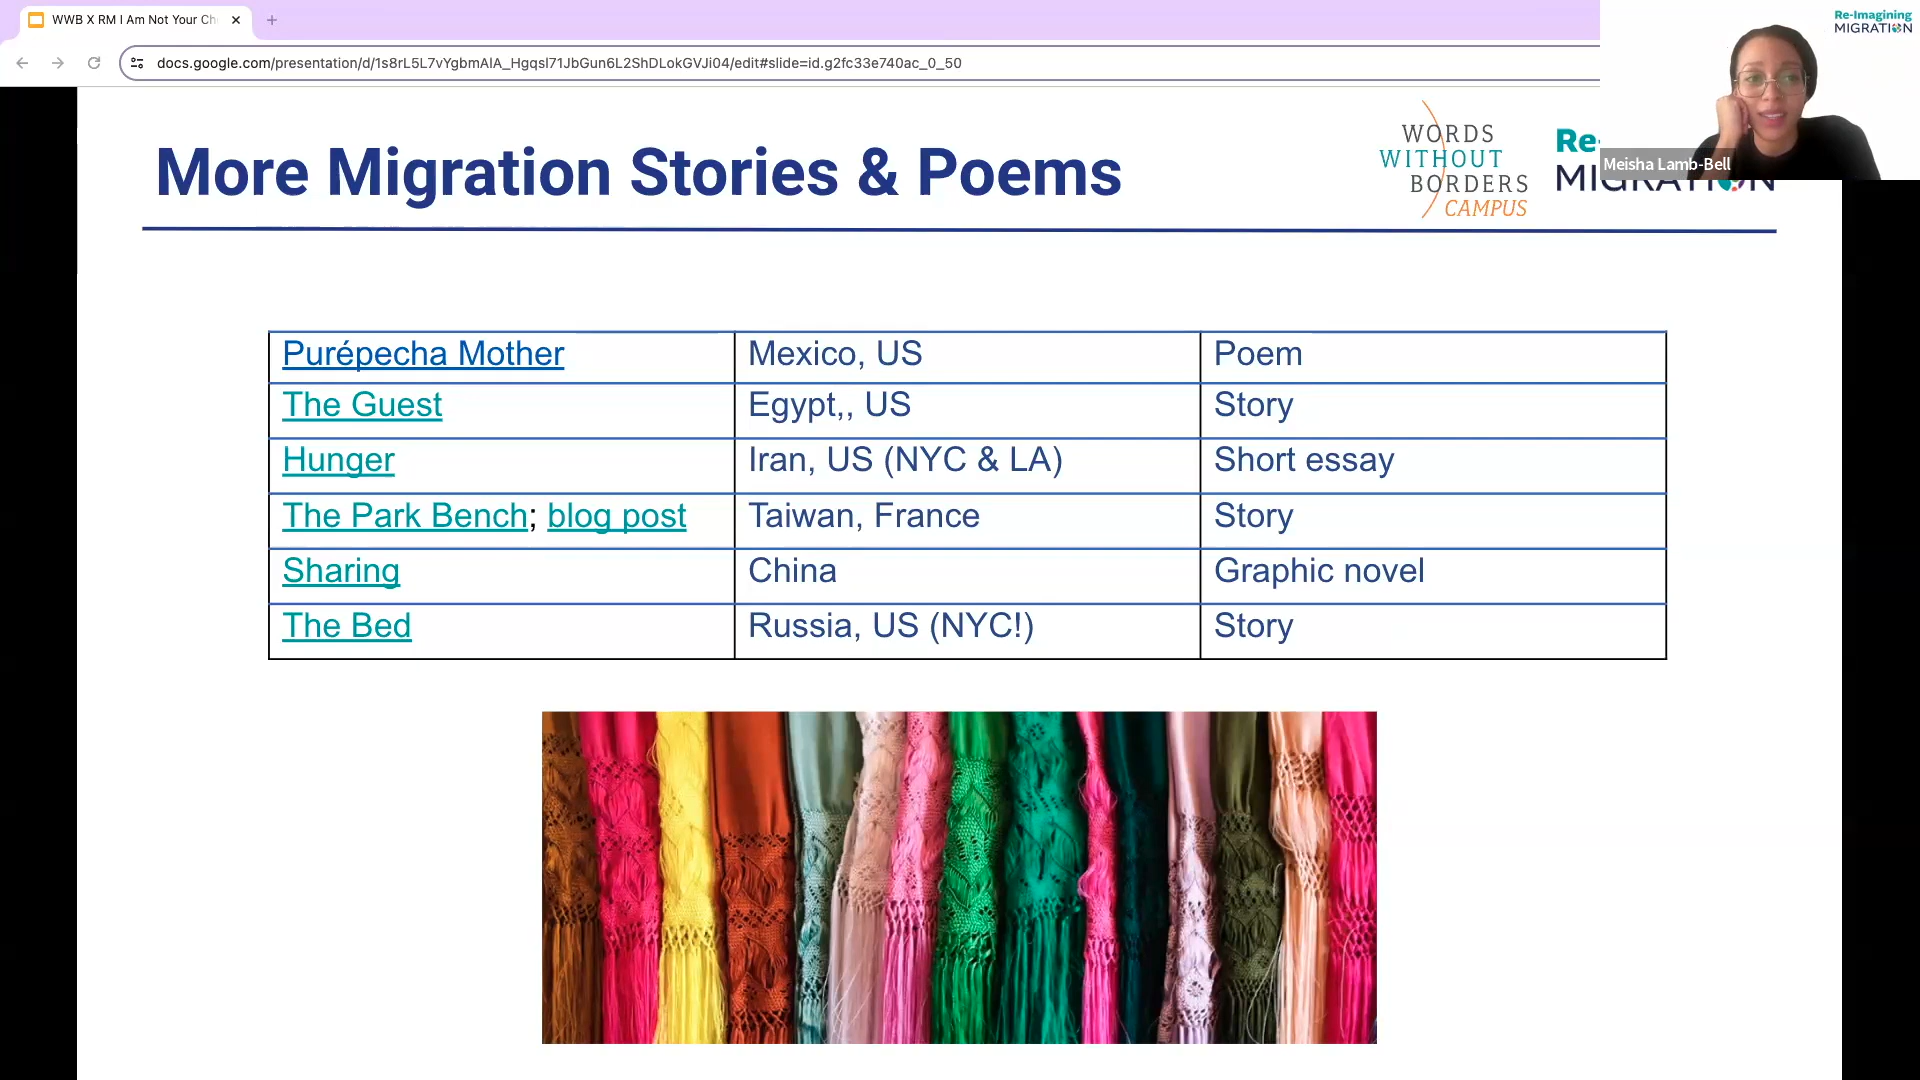 WWB X RM I Am Not Your Ch
docs.google.com/presentation/d/1s8rL5L7vYgbmAIA_Hgqsl71JbGun6L2ShDLokGVJi04/edit#slide=id.g2fc33e740ac_0_50
Re-Imagining
MIGRATION
Meisha Lamb-Bell
More Migration Stories & Poems
WORDS
WITHOUT
BORDERS
CAMPUS
Re-
MIGRATION
Purépecha Mother Mexico, US Poem
The Guest Egypt,, US Story
Hunger Iran, US (NYC & LA) Short essay
The Park Bench; blog post Taiwan, France Story
Sharing China Graphic novel
The Bed Russia, US (NYC!) Story